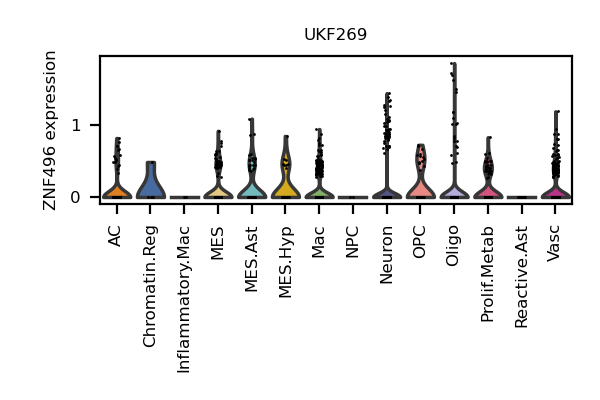 UKF269
ZNF496 expression
1
0
AC
Chromatin.Reg
Inflammatory.Mac
MES
MES.Ast
MES.Hyp
Mac
NPC
Neuron
OPC
Oligo
Prolif.Metab
Reactive.Ast
Vasc